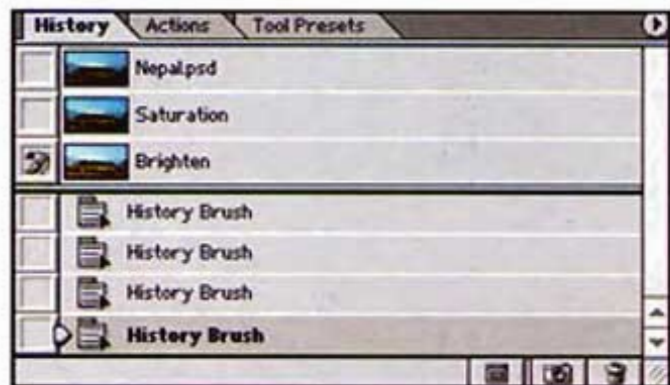 History Actions Tool Presets
Nepal.psd
Saturation
Brighten
History Brush
History Brush
History Brush
History Brush